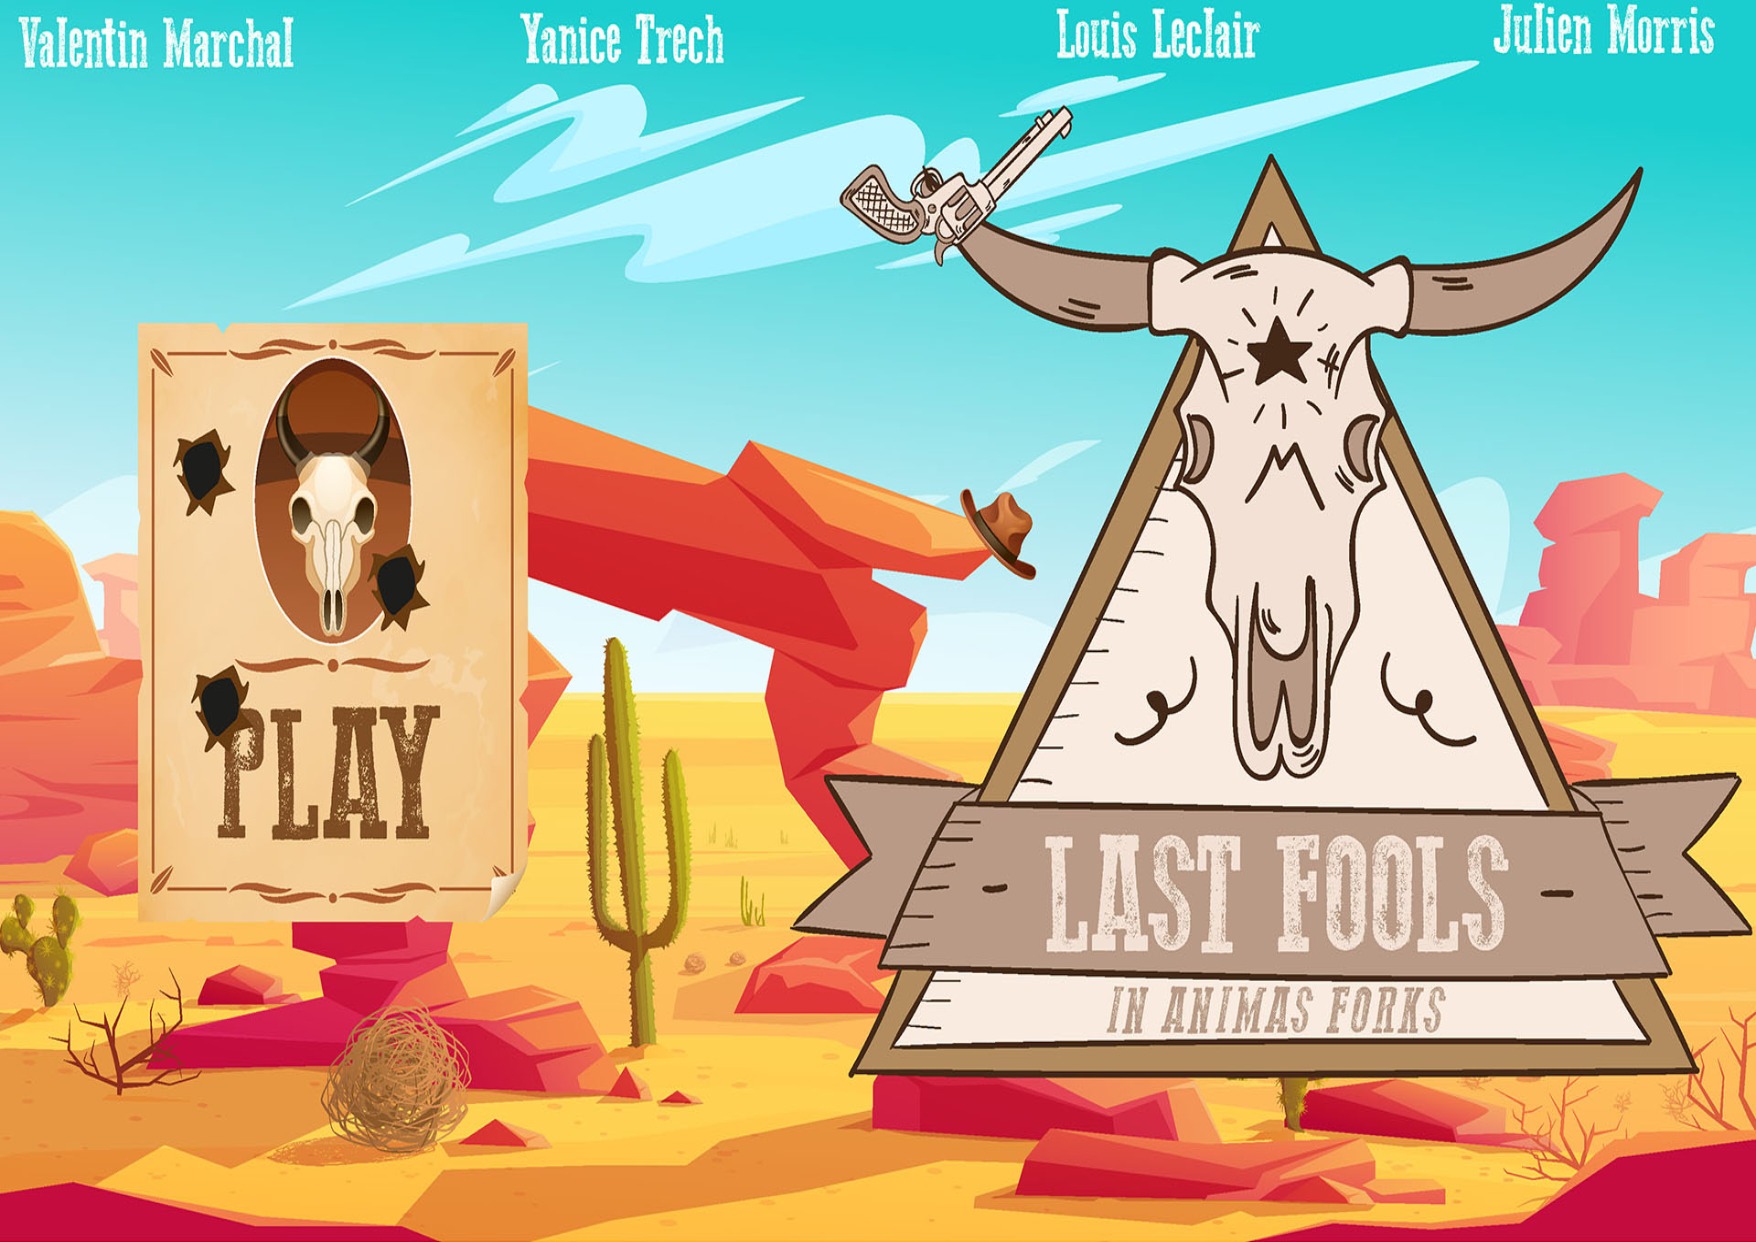 Valentin Marchal
Yanice Trech
Louis Leclair
Julien Morris
PLAY
LAST FOOLS
IN ANIMAS FORKS